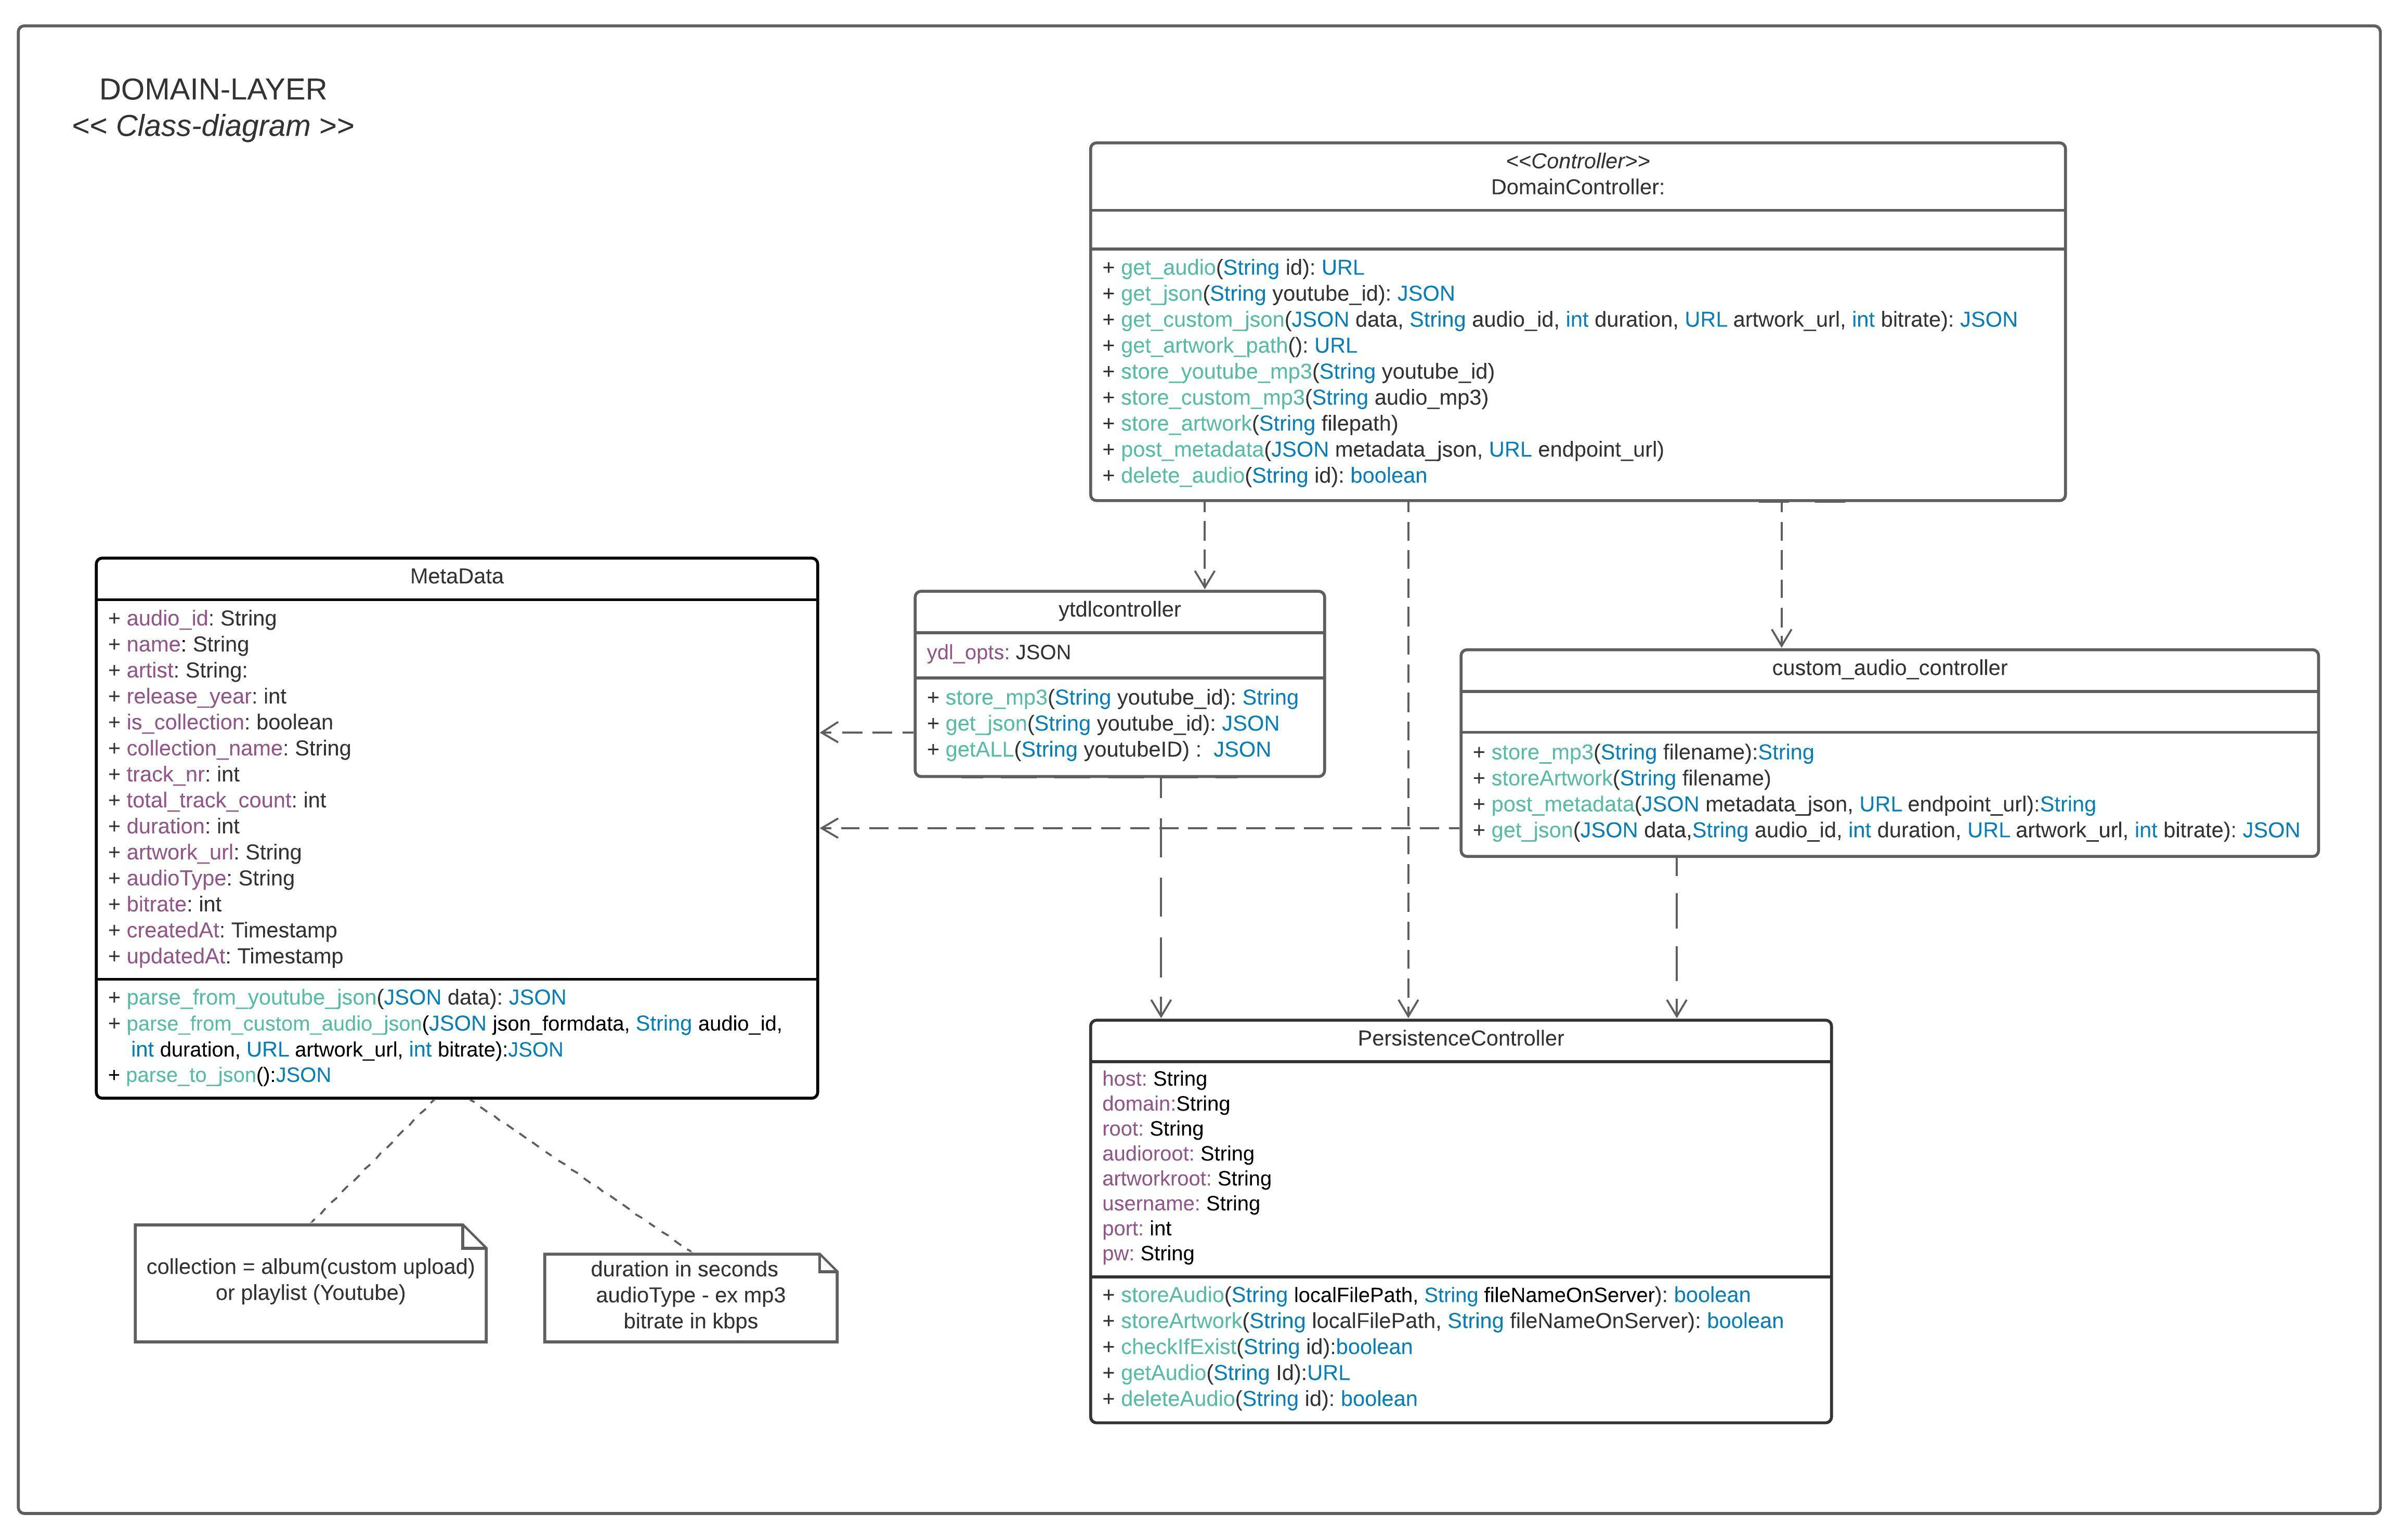 DOMAIN-LAYER
<< Class-diagram >>
<<Controller>>
DomainController:
+ get_audio(String id): URL
+ get_json(String youtube_id): JSON
+ get_custom_json(JSON data, String audio_id, int duration, URL artwork_url, int bitrate): JSON
+ get_artwork_path(): URL
+ store_youtube_mp3(String youtube_id)
+ store_custom_mp3(String audio_mp3)
+ store_artwork(String filepath)
+ post_metadata(JSON metadata_json, URL endpoint_url)
+ delete_audio(String id): boolean
MetaData
+ audio_id: String
+ name: String
+ artist: String:
+ release_year: int
+ is_collection: boolean
+ collection_name: String
+ track_nr: int
+ total_track_count: int
+ duration: int
+ artwork_url: String
+ audioType: String
+ bitrate: int
+ createdAt: Timestamp
+ updatedAt: Timestamp
+ parse_from_youtube_json(JSON data): JSON
+ parse_from_custom_audio_json(JSON json_formdata, String audio_id,
int duration, URL artwork_url, int bitrate):JSON
+ parse_to_json():JSON
ytdlcontroller
ydl_opts: JSON
+ store_mp3(String youtube_id): String
+ get_json(String youtube_id): JSON
+ getALL(String youtubeID) : JSON
custom_audio_controller
+ store_mp3(String filename):String
+ storeArtwork(String filename)
+ post_metadata(JSON metadata_json, URL endpoint_url):String
+ get_json(JSON data,String audio_id, int duration, URL artwork_url, int bitrate): JSON
PersistenceController
host: String
domain:String
root: String
audioroot: String
artworkroot: String
username: String
port: int
pw: String
+ storeAudio(String localFilePath, String fileNameOnServer): boolean
+ storeArtwork(String localFilePath, String fileNameOnServer): boolean
+ checkIfExist(String id):boolean
+ getAudio(String Id):URL
+ deleteAudio(String id): boolean
collection = album(custom upload)
or playlist (Youtube)
duration in seconds
audioType - ex mp3
bitrate in kbps